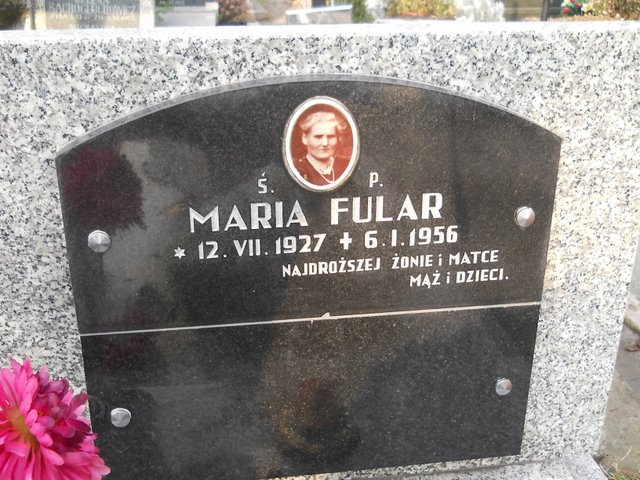 Ś. P.
MARIA FULAR
* 12. VII. 1927 + 6. I. 1956
NAJDROŻSZEJ ŻONIE i MATCE
MĄŻ i DZIECI.